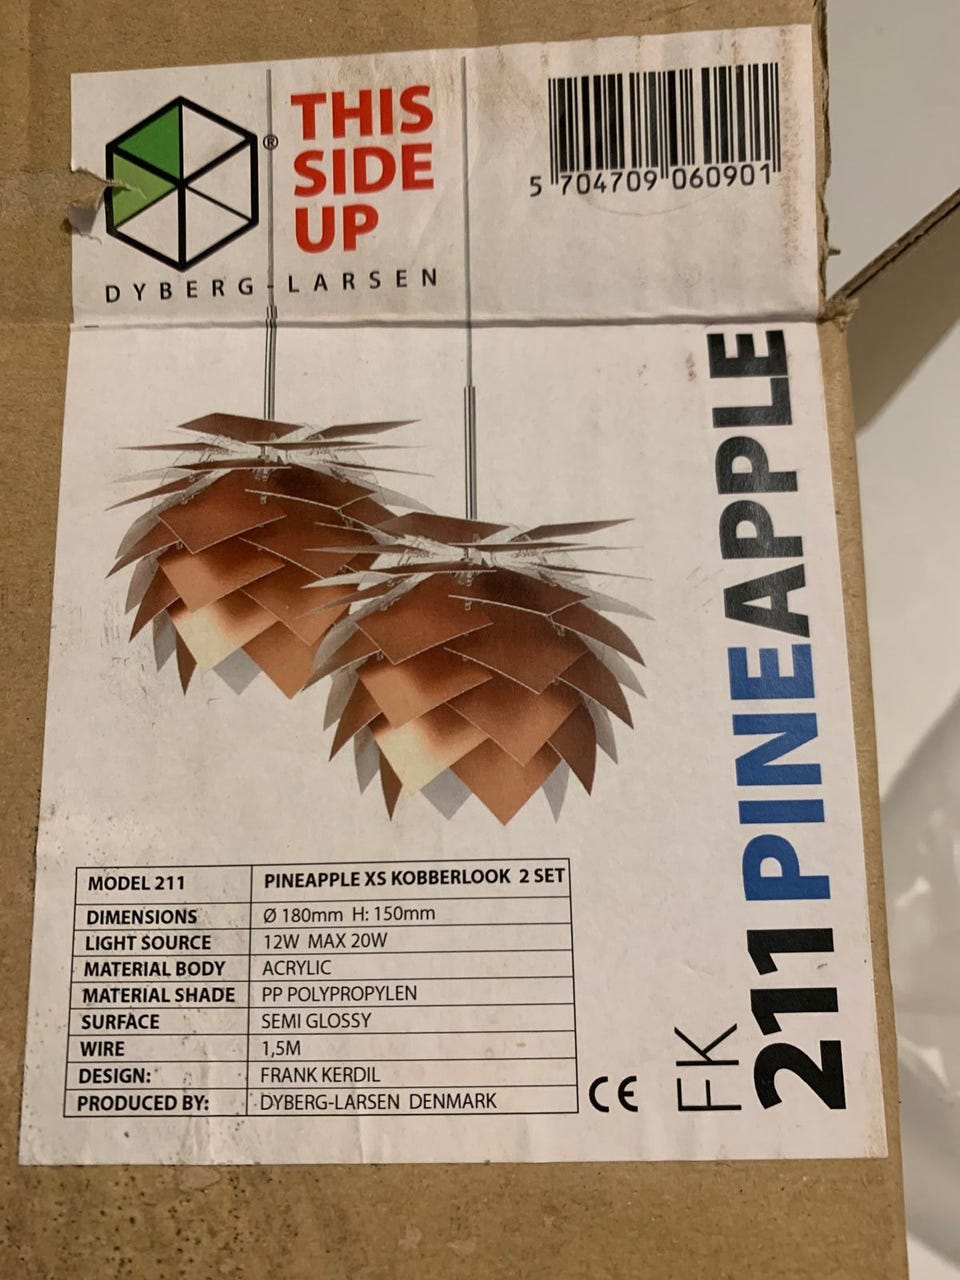 ®
DYBERG-LARSEN
THIS
SIDE
UP
5 704709 060901
FK
211 PINEAPPLE
MODEL 211 PINEAPPLE XS KOBBERLOOK 2 SET
DIMENSIONS Ø 180mm H: 150mm
LIGHT SOURCE 12W MAX 20W
MATERIAL BODY ACRYLIC
MATERIAL SHADE PP POLYPROPYLEN
SURFACE SEMI GLOSSY
WIRE 1,5M
DESIGN: FRANK KERDIL
PRODUCED BY: DYBERG-LARSEN DENMARK
CE